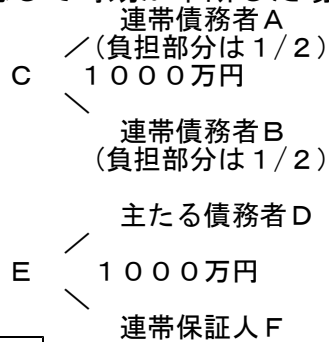 連帯債務者A
(負担部分は1/2)
C 1000万円
連帯債務者B
(負担部分は1/2)
主たる債務者D
E 1000万円
連帯保証人F